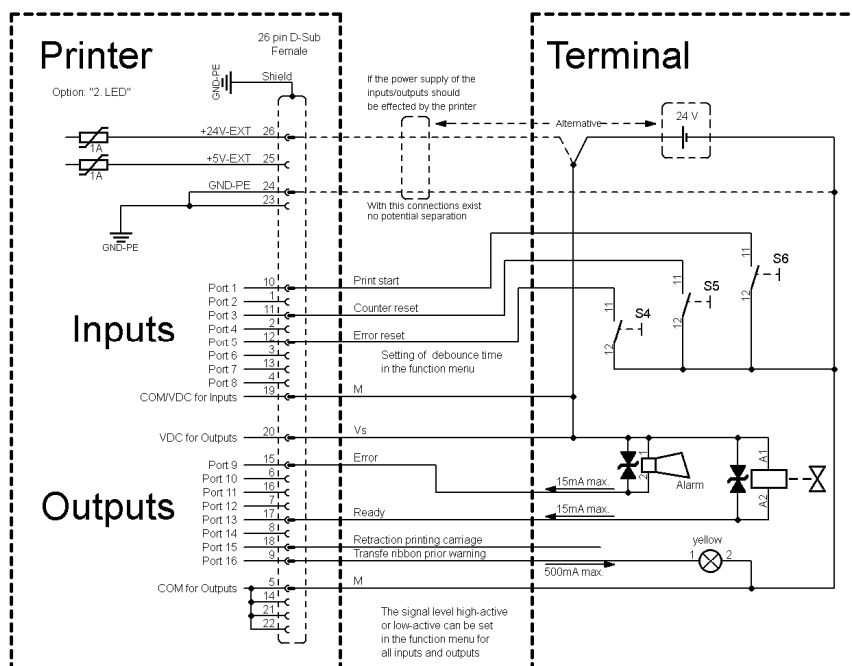 Printer
Option: "2. LED"
26 pin D-Sub
Female
Shield
GND-PE
+24V-EXT 26
1A
+5V-EXT 25
1A
GND-PE 24
23
GND-PE
If the power supply of the
inputs/outputs should
be effected by the printer
With this connections exist
no potential separation
Terminal
Alternative
24 V
Inputs
Port 1 10 Print start
Port 2 1
Port 3 11 Counter reset
Port 4 2
Port 5 12 Error reset
Port 6 3
Port 7 13
Port 8 4
COM/VDC for Inputs 19 M
Setting of debounce time
in the function menu
11 S6
12
11 S5
12
11 S4
12
VDC for Outputs 20 Vs
Outputs
Port 9 15 Error
Port 10 6
Port 11 16
Port 12 7
Port 13 17 Ready
Port 14 8
Port 15 18 Retraction printing carriage
Port 16 9 Transfe ribbon prior warning
COM for Outputs 5 M
14
21
22
15mA max.
15mA max.
500mA max.
1
2
Alarm
A1
A2
yellow
1 2
The signal level high-active
or low-active can be set
in the function menu for
all inputs and outputs